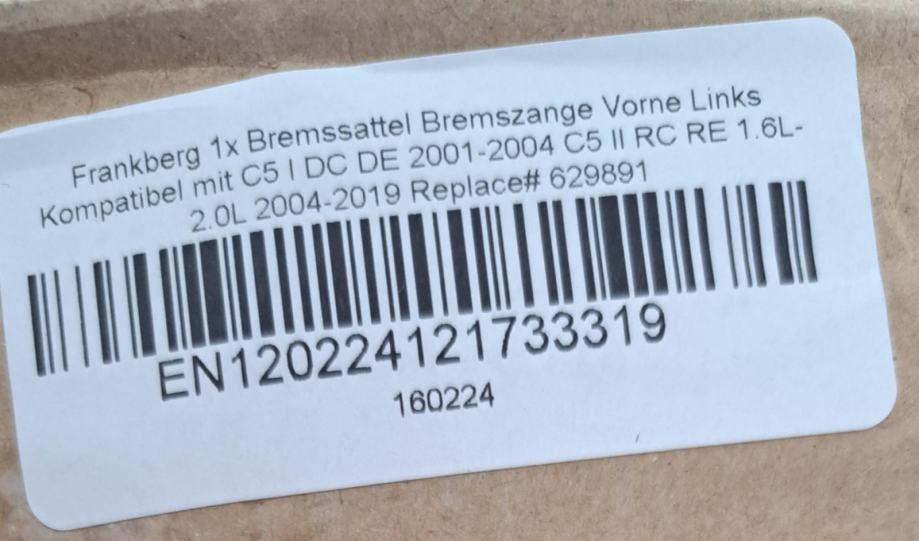 Frankberg 1x Bremssattel Bremszange Vorne Links
Kompatibel mit C5 I DC DE 2001-2004 C5 II RC RE 1.6L-
2.0L 2004-2019 Replace# 629891
EN120224121733319
160224